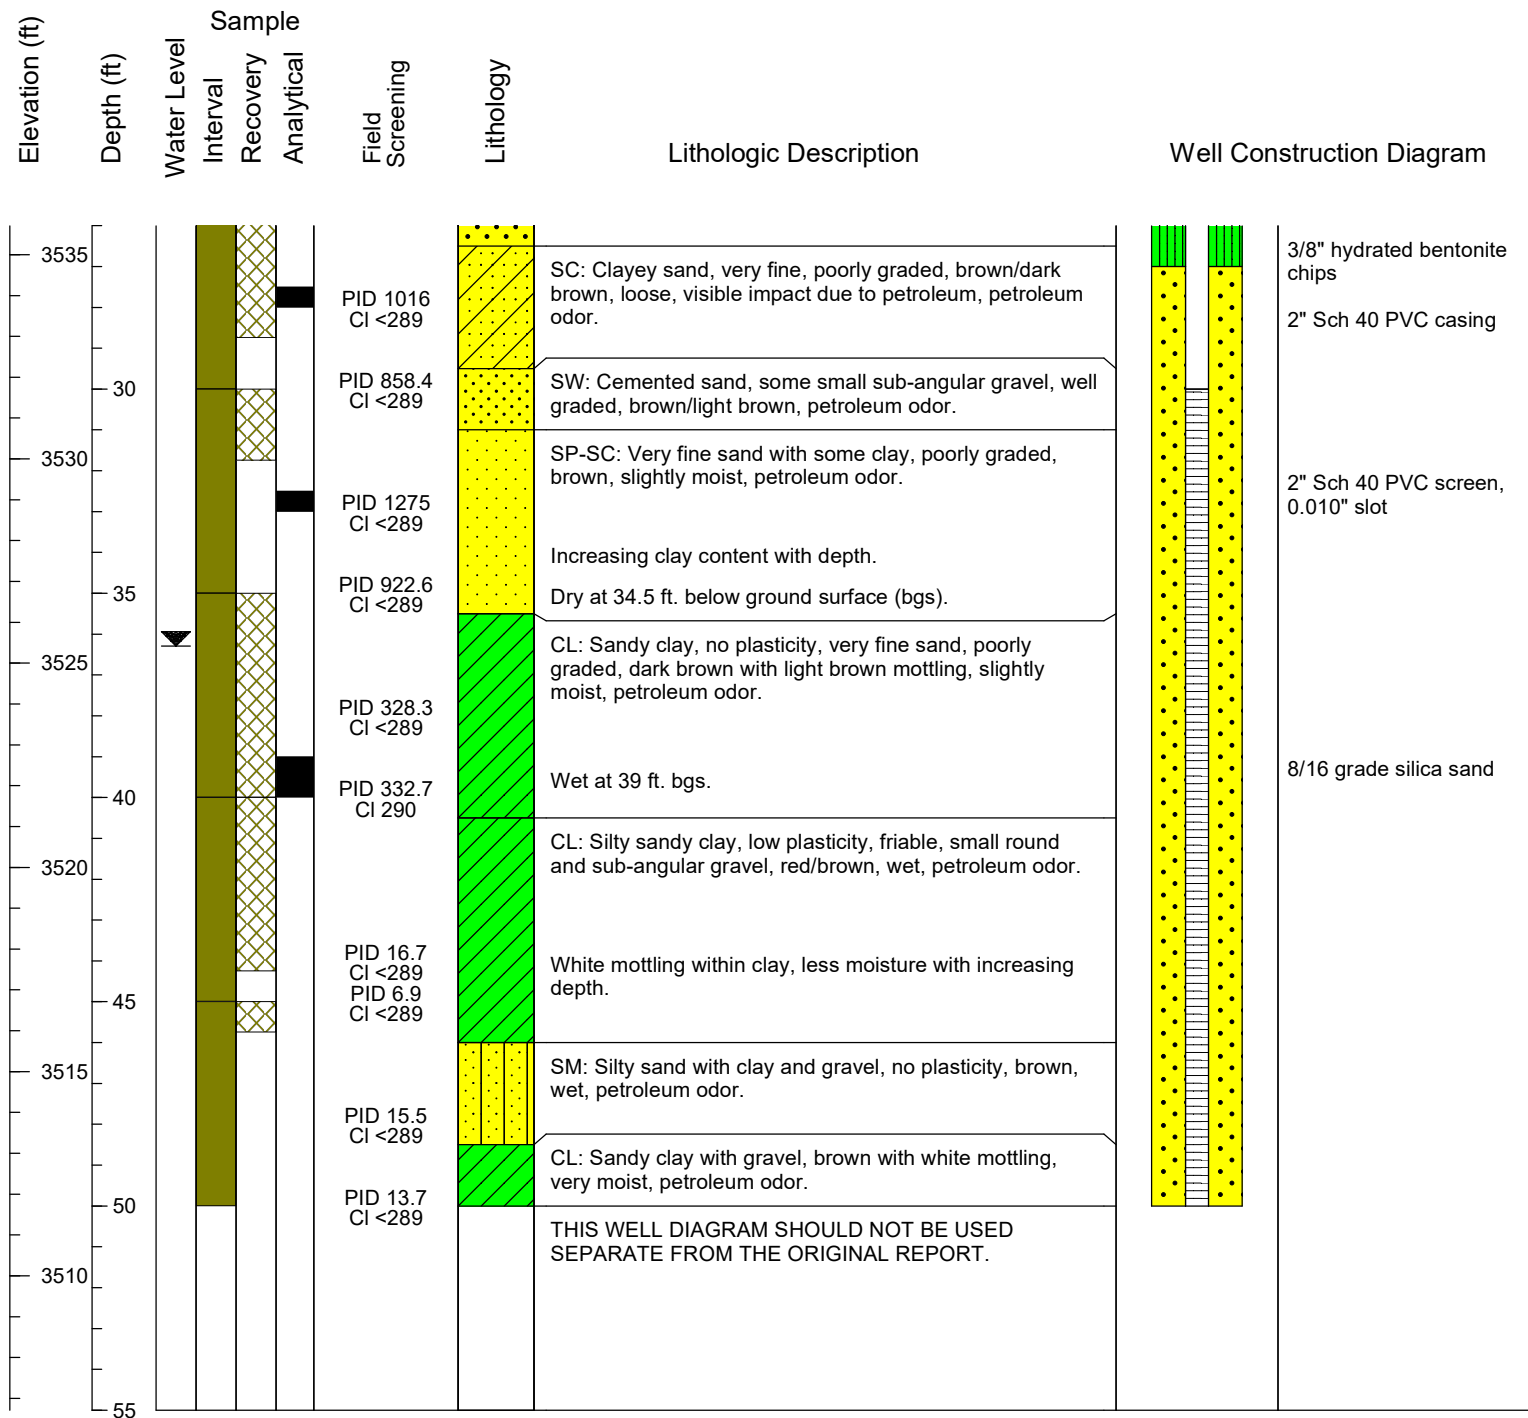 Sample
Elevation (ft)
Depth (ft)
Water Level
Interval
Recovery
Analytical
Field
Screening
Lithology
Lithologic Description
Well Construction Diagram
3535
3/8" hydrated bentonite
chips
SC: Clayey sand, very fine, poorly graded, brown/dark
brown, loose, visible impact due to petroleum, petroleum
odor.
PID 1016
Cl <289
2" Sch 40 PVC casing
30
PID 858.4
Cl <289
SW: Cemented sand, some small sub-angular gravel, well
graded, brown/light brown, petroleum odor.
3530
SP-SC: Very fine sand with some clay, poorly graded,
brown, slightly moist, petroleum odor.
PID 1275
Cl <289
2" Sch 40 PVC screen,
0.010" slot
Increasing clay content with depth.
35
PID 922.6
Cl <289
Dry at 34.5 ft. below ground surface (bgs).
3525
CL: Sandy clay, no plasticity, very fine sand, poorly
graded, dark brown with light brown mottling, slightly
moist, petroleum odor.
PID 328.3
Cl <289
Wet at 39 ft. bgs.
8/16 grade silica sand
40
PID 332.7
Cl 290
3520
CL: Silty sandy clay, low plasticity, friable, small round
and sub-angular gravel, red/brown, wet, petroleum odor.
PID 16.7
Cl <289
White mottling within clay, less moisture with increasing
depth.
45
PID 6.9
Cl <289
3515
SM: Silty sand with clay and gravel, no plasticity, brown,
wet, petroleum odor.
PID 15.5
Cl <289
CL: Sandy clay with gravel, brown with white mottling,
very moist, petroleum odor.
50
PID 13.7
Cl <289
THIS WELL DIAGRAM SHOULD NOT BE USED
SEPARATE FROM THE ORIGINAL REPORT.
3510
55